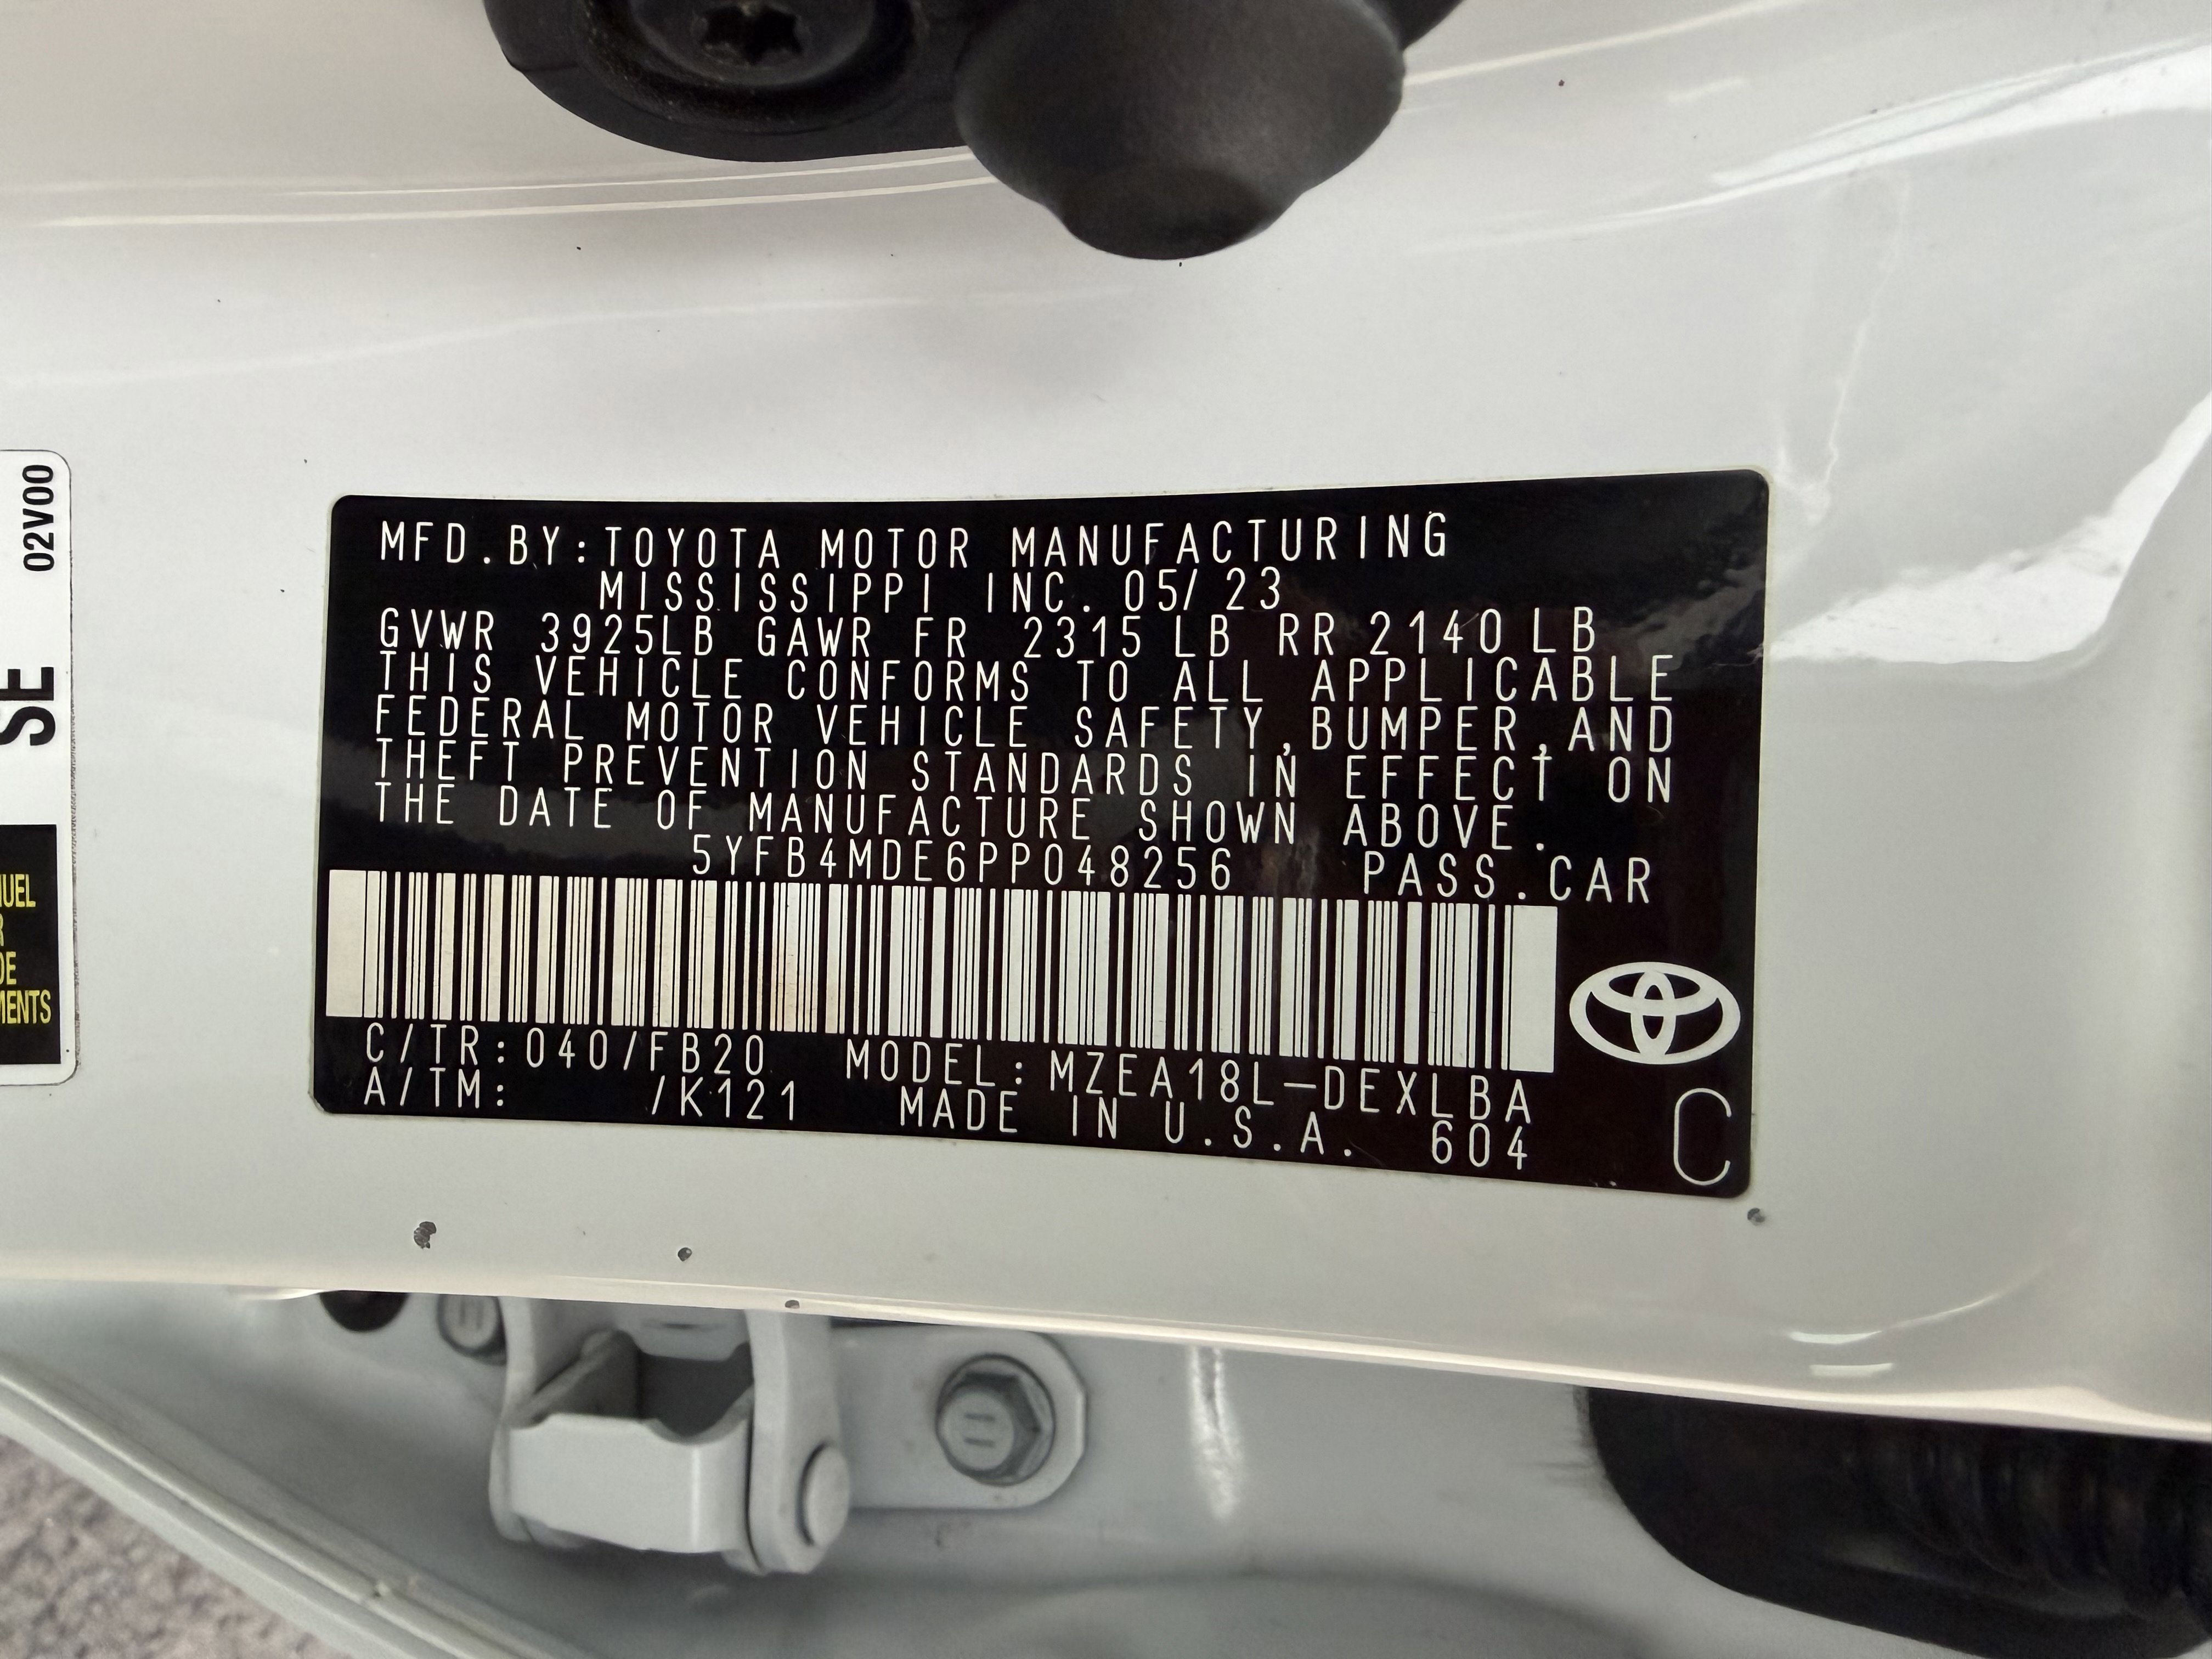 MFD.BY:TOYOTA MOTOR MANUFACTURING
MISSISSIPPI INC. 05/23
GVWR 3925LB GAWR FR 2315 LB RR 2140 LB
THIS VEHICLE CONFORMS TO ALL APPLICABLE
FEDERAL MOTOR VEHICLE SAFETY,BUMPER,AND
THEFT PREVENTION STANDARDS IN EFFECT ON
THE DATE OF MANUFACTURE SHOWN ABOVE.
5YFB4MDE6PP048256 PASS.CAR
C/TR:040/FB20 MODEL:MZEA18L-DEXLBA
A/TM: /K121 MADE IN U.S.A. 604
C
02V00
SE
MENTS